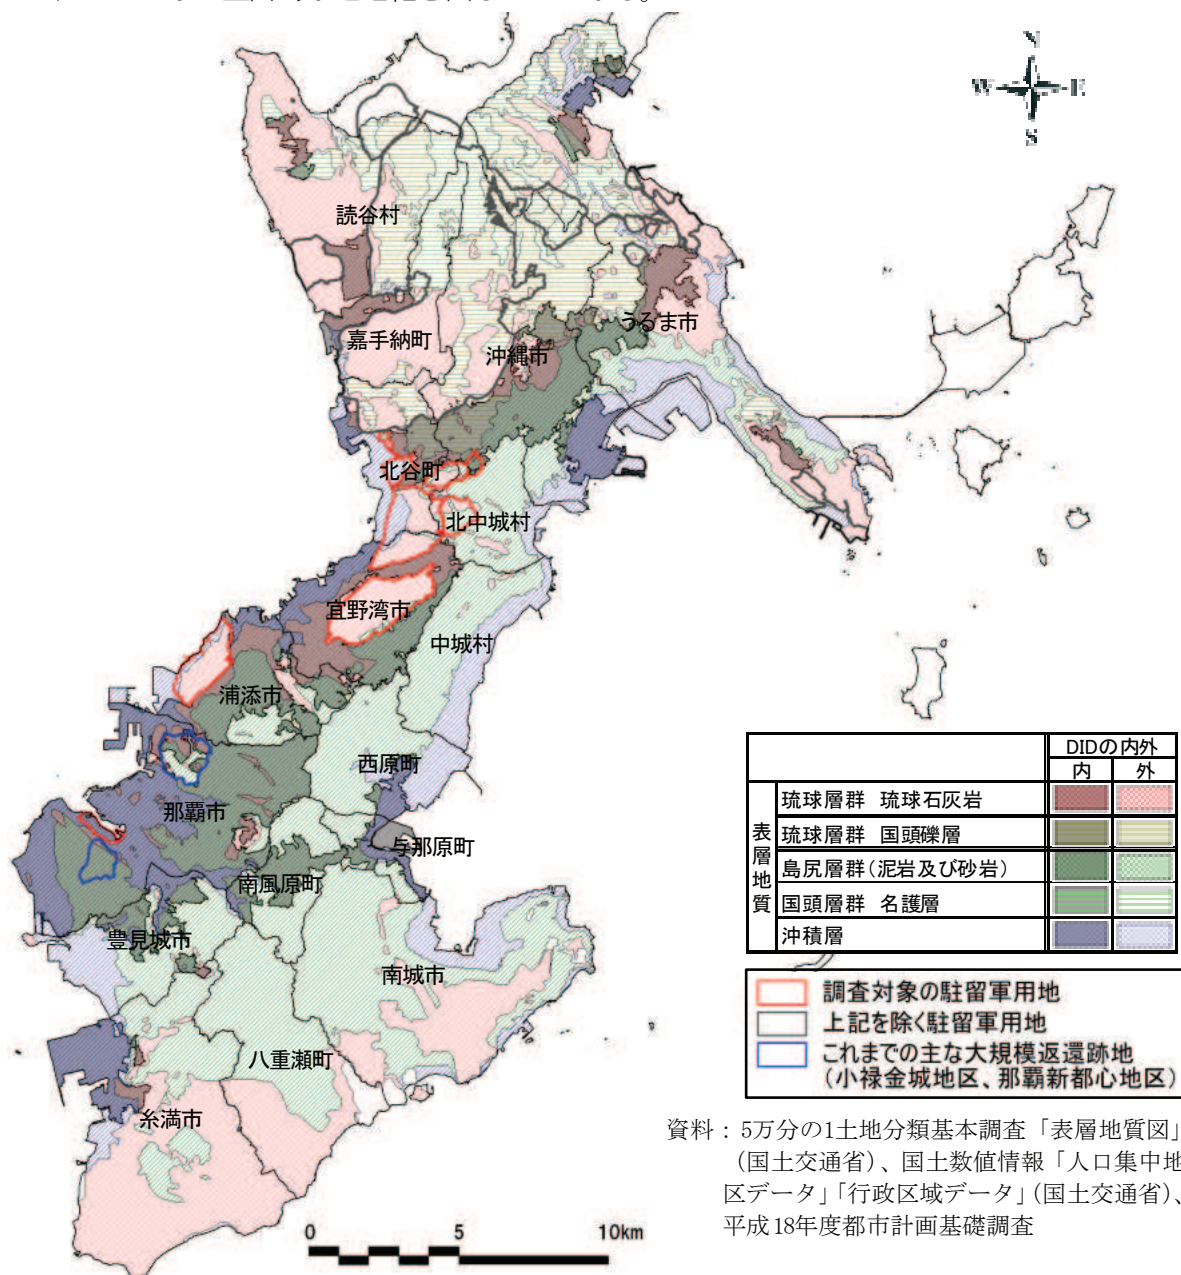 N
W E
S
読谷村
嘉手納町
沖縄市
うるま市
北谷町
北中城村
宜野湾市
中城村
浦添市
西原町
那覇市
与那原町
南風原町
豊見城市
南城市
八重瀬町
糸満市
DIDの内外
内 外
表層地質
琉球層群 琉球石灰岩
琉球層群 国頭礫層
島尻層群(泥岩及び砂岩)
国頭層群 名護層
沖積層
調査対象の駐留軍用地
上記を除く駐留軍用地
これまでの主な大規模返還跡地
(小禄金城地区、那覇新都心地区)
資料:5万分の1土地分類基本調査「表層地質図」
(国土交通省)、国土数値情報「人口集中地
区データ」「行政区域データ」(国土交通省)、
平成18年度都市計画基礎調査
0 5 10km